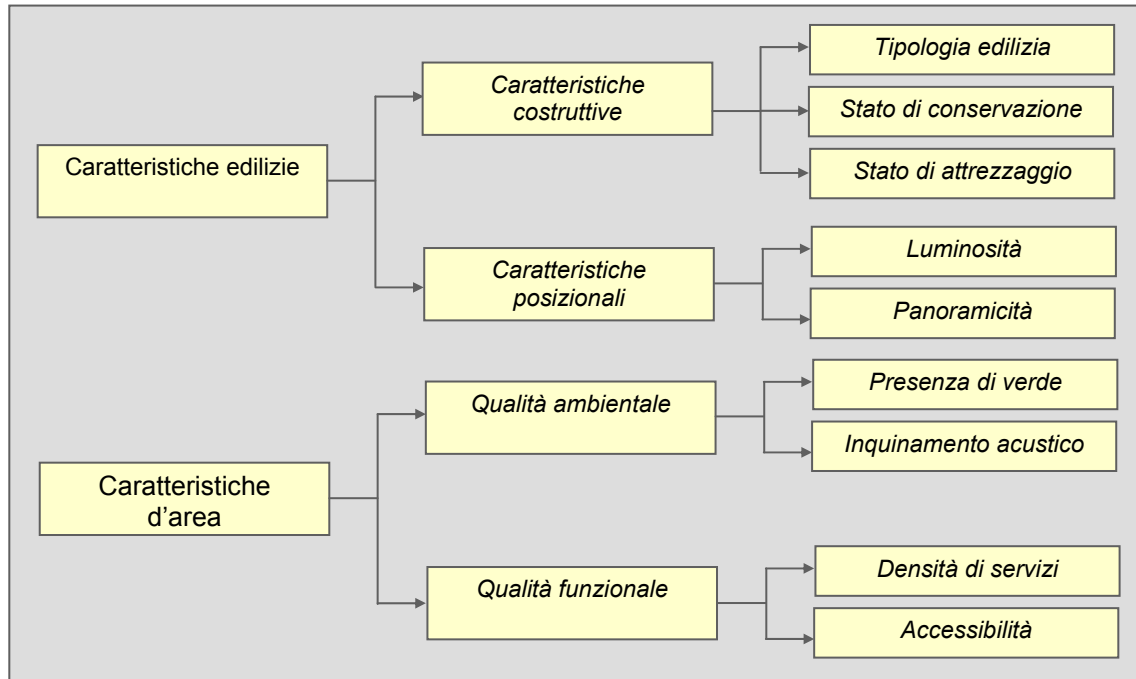 Caratteristiche edilizie
Caratteristiche
costruttive
Tipologia edilizia
Stato di conservazione
Stato di attrezzaggio
Caratteristiche
posizionali
Luminosità
Panoramicità
Caratteristiche
d’area
Qualità ambientale
Presenza di verde
Inquinamento acustico
Qualità funzionale
Densità di servizi
Accessibilità